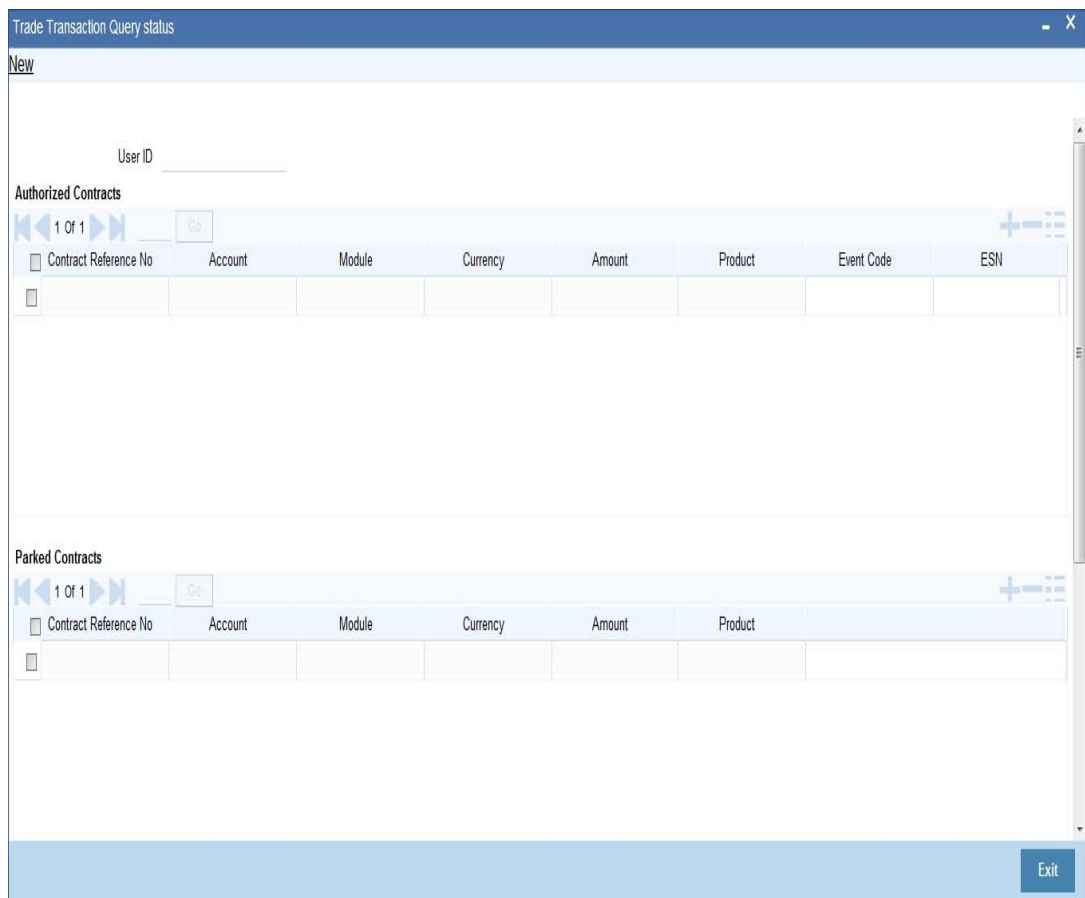 Trade Transaction Query status
New
User ID
Authorized Contracts
1 Of 1 Go
Contract Reference No Account Module Currency Amount Product Event Code ESN
Parked Contracts
1 Of 1 Go
Contract Reference No Account Module Currency Amount Product
Exit